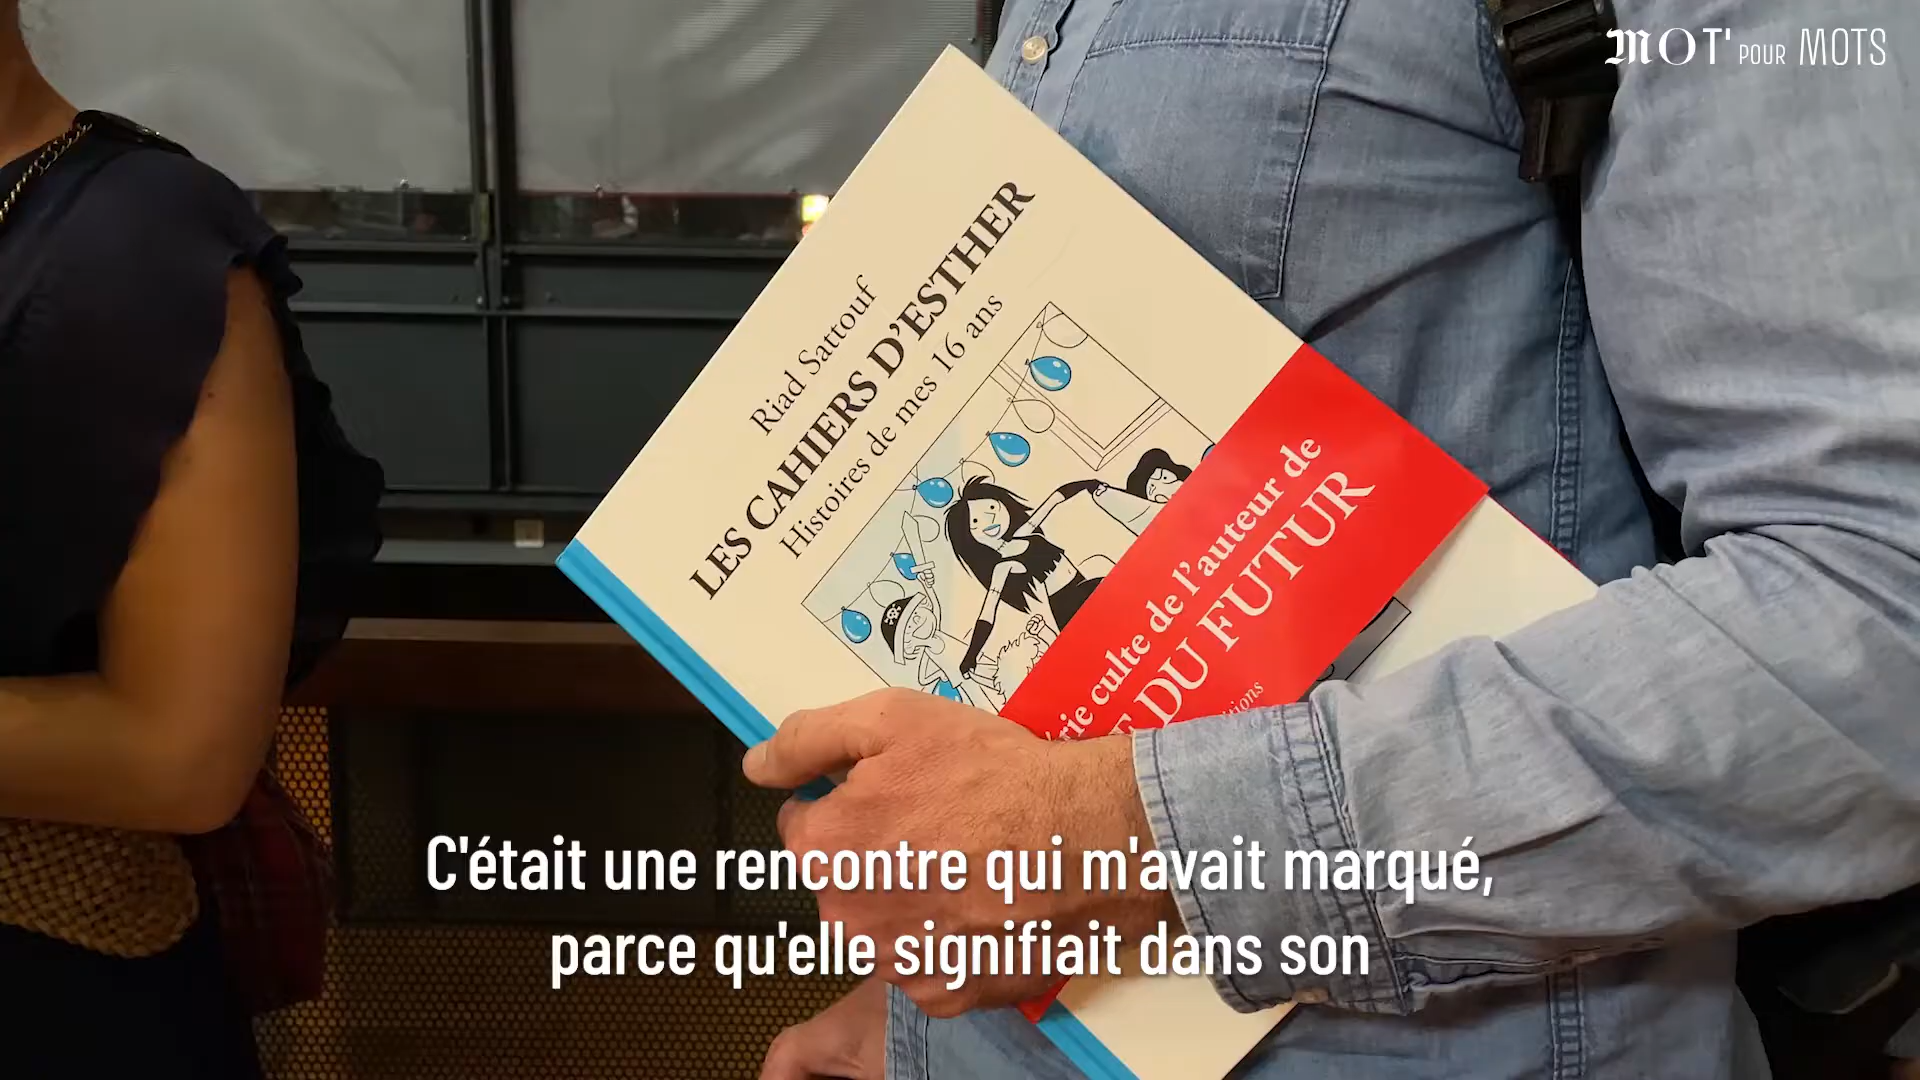 MOT' POUR MOTS
Riad Sattouf
LES CAHIERS D'ESTHER
Histoires de mes 16 ans
culte de l'auteur de
DU FUTUR
C'était une rencontre qui m'avait marqué,
parce qu'elle signifiait dans son